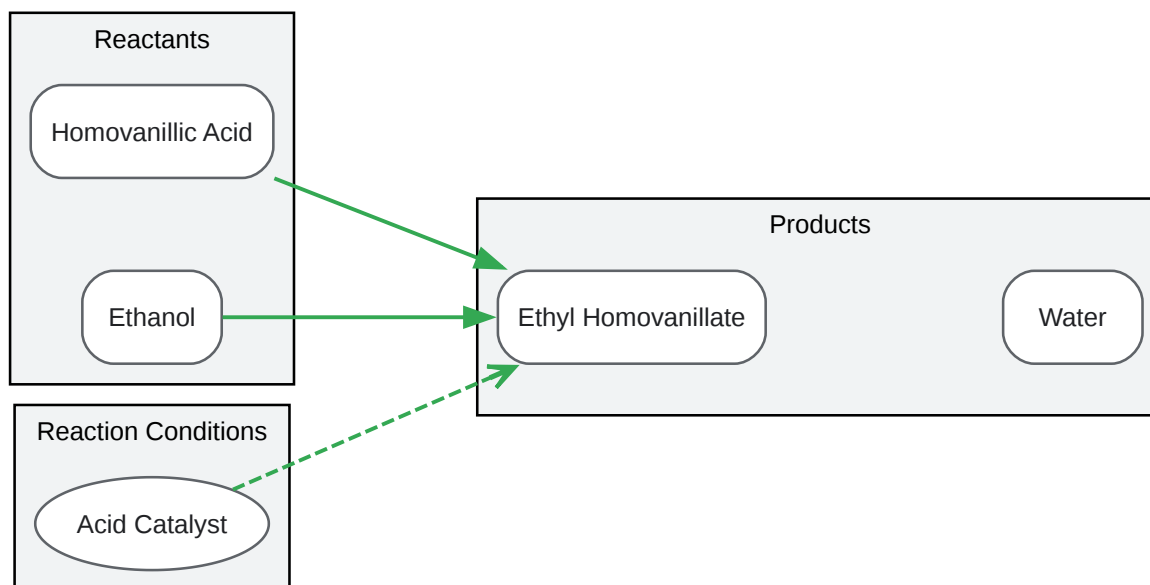 Reactants
Homovanillic Acid
Ethanol
Reaction Conditions
Acid Catalyst
Products
Ethyl Homovanillate
Water